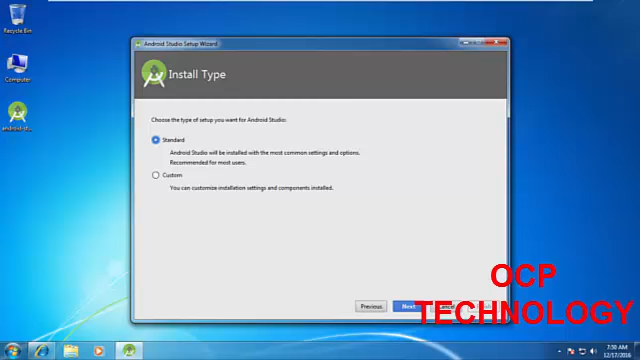 Recycle Bin
Computer
android-st...
Android Studio Setup Wizard
Install Type
Choose the type of setup you want for Android Studio:
Standard
Android Studio will be installed with the most common settings and options.
Recommended for most users.
Custom
You can customize installation settings and components installed.
Previous
Next
Cancel
OCP
TECHNOLOGY
7:50 AM
12/17/2016